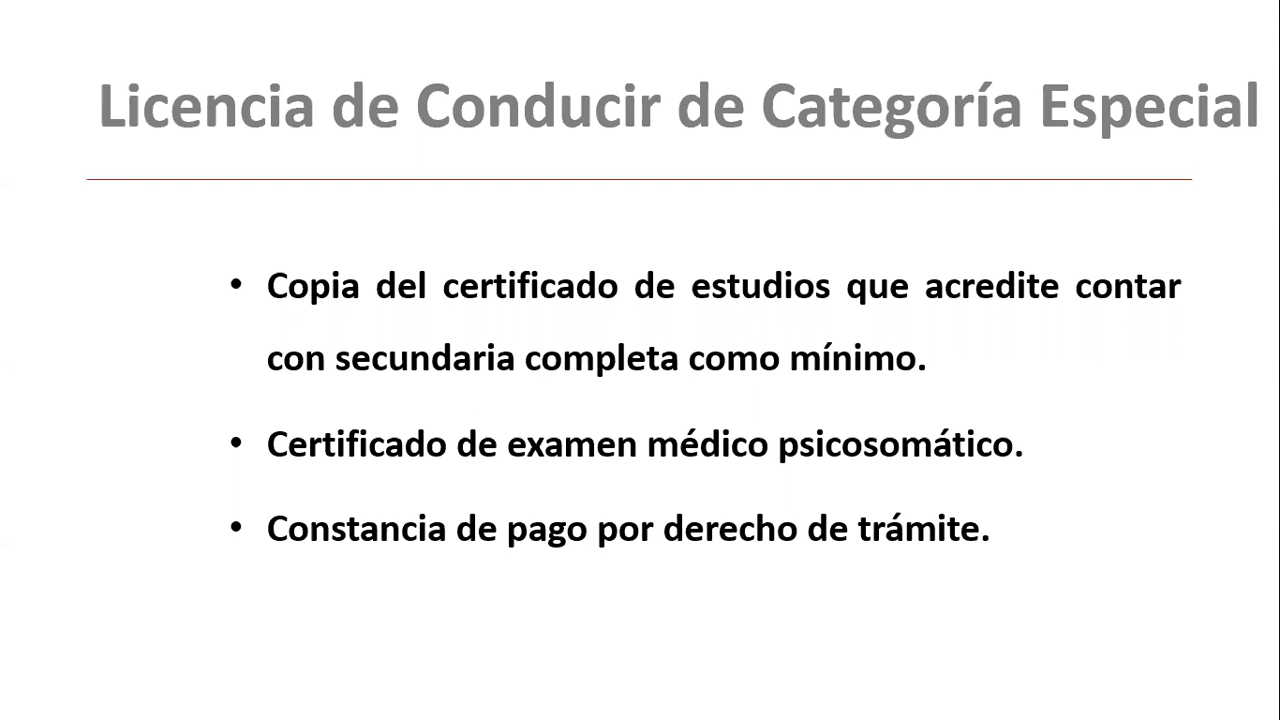 Licencia de Conducir de Categoría Especial
• Copia del certificado de estudios que acredite contar
con secundaria completa como mínimo.
• Certificado de examen médico psicosomático.
• Constancia de pago por derecho de trámite.